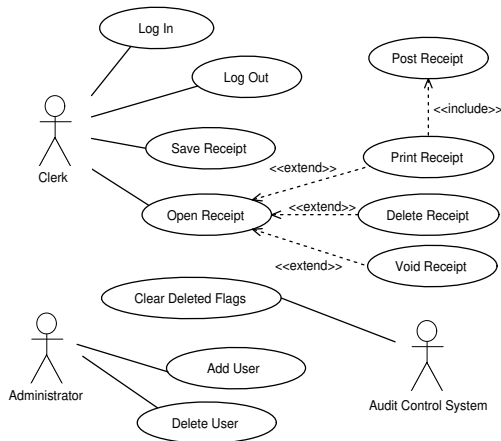 Log In
Post Receipt
Log Out
<<include>>
Save Receipt
Print Receipt
<<extend>>
Clerk
Open Receipt
<<extend>>
Delete Receipt
<<extend>>
Void Receipt
Clear Deleted Flags
Add User
Administrator
Audit Control System
Delete User